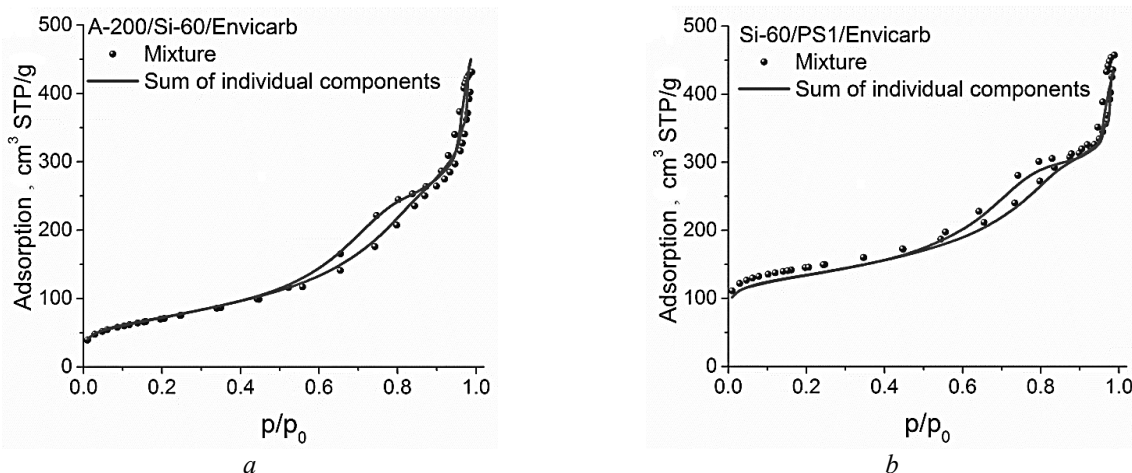 A-200/Si-60/Envicarb
Mixture
Sum of individual components
Adsorption, cm³ STP/g
500
400
300
200
100
0
0.0 0.2 0.4 0.6 0.8 1.0
p/p₀
a
Si-60/PS1/Envicarb
Mixture
Sum of individual components
Adsorption, cm³ STP/g
500
400
300
200
100
0
0.0 0.2 0.4 0.6 0.8 1.0
p/p₀
b